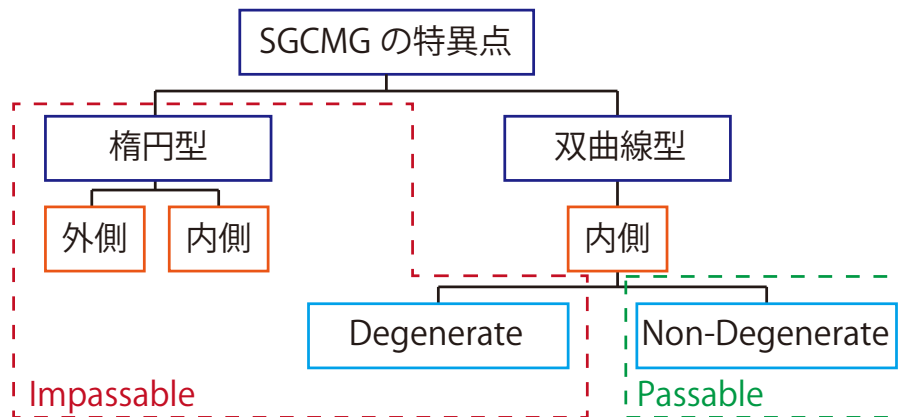 SGCMG の特異点
楕円型
双曲線型
外側
内側
内側
Degenerate
Non-Degenerate
Impassable
Passable